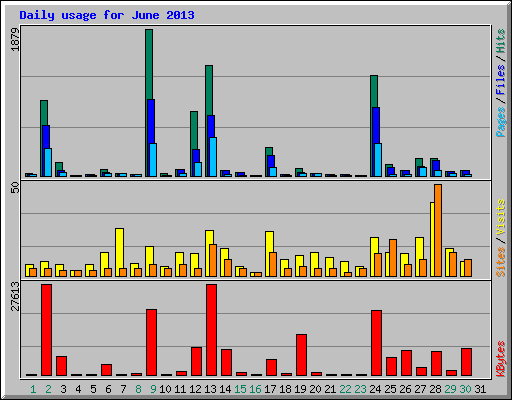 Daily usage for June 2013
1879
Pages / Files / Hits
50
Sites / Visits
27613
KBytes
1 2 3 4 5 6 7 8 9 10 11 12 13 14 15 16 17 18 19 20 21 22 23 24 25 26 27 28 29 30 31